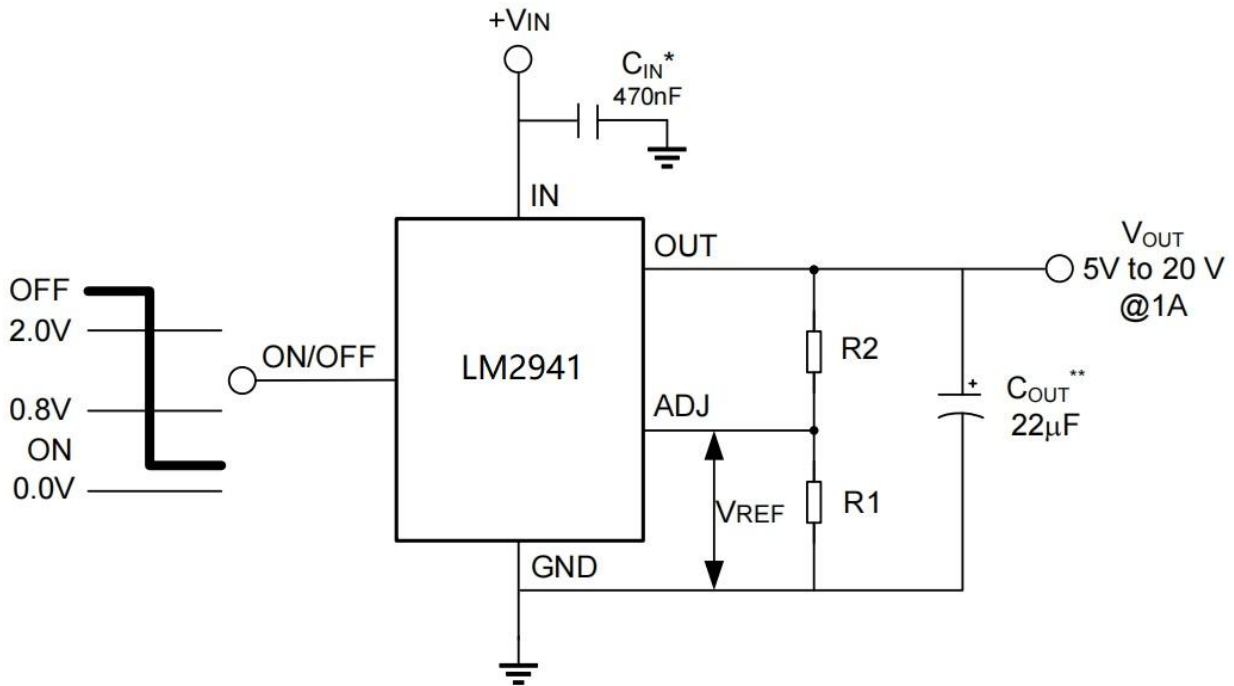 +VIN
CIN*
470nF
IN
OUT
VOUT
5V to 20 V
@1A
OFF
2.0V
ON/OFF
LM2941
R2
0.8V
ADJ
COUT**
22μF
ON
0.0V
VREF
R1
GND
+